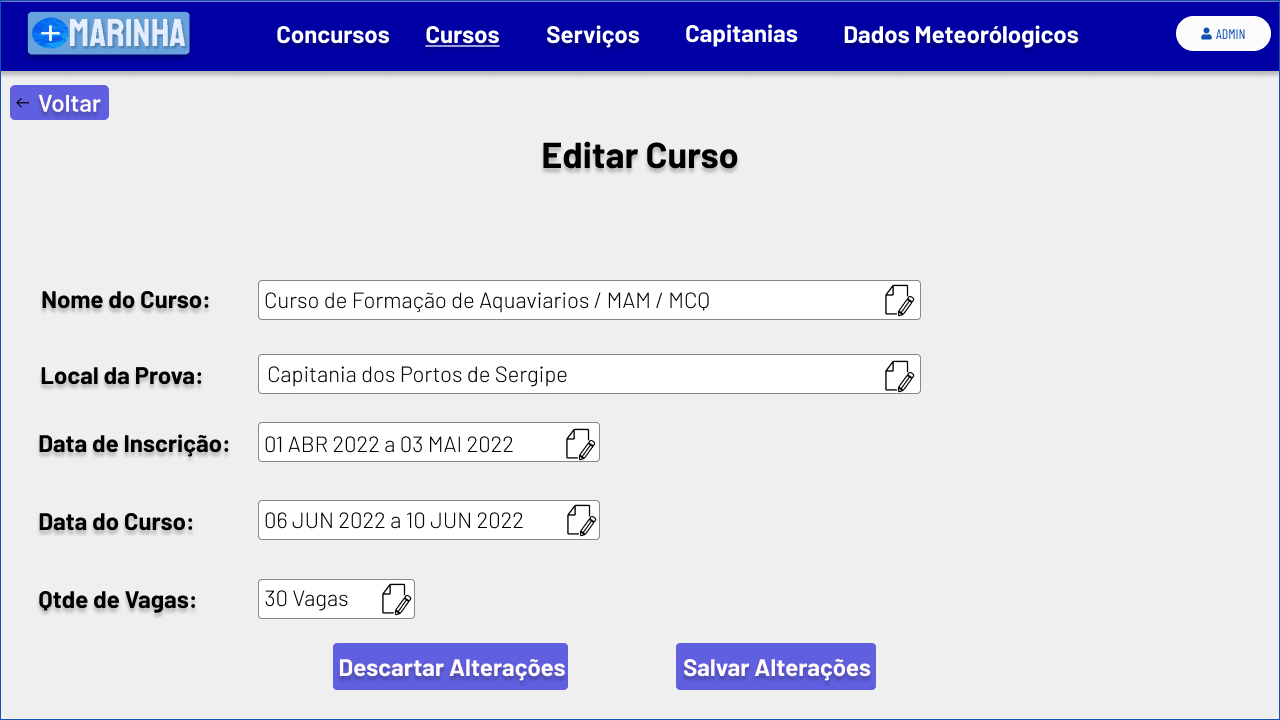 +MARINHA
Concursos Cursos Serviços Capitanias Dados Meteorólogicos
ADMIN
← Voltar
Editar Curso
Nome do Curso: Curso de Formação de Aquaviarios / MAM / MCQ
Local da Prova: Capitania dos Portos de Sergipe
Data de Inscrição: 01 ABR 2022 a 03 MAI 2022
Data do Curso: 06 JUN 2022 a 10 JUN 2022
Qtde de Vagas: 30 Vagas
Descartar Alterações Salvar Alterações